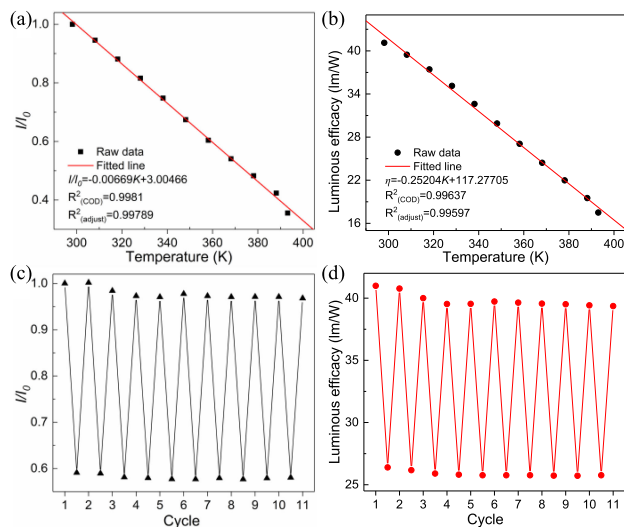 (a)
I/I0
1.0
0.8
0.6
0.4
Raw data
Fitted line
I/I0=-0.00669K+3.00466
R2(COD)=0.9981
R2(adjust)=0.99789
300 320 340 360 380 400
Temperature (K)
(b)
Luminous efficacy (lm/W)
44
40
36
32
28
24
20
16
Raw data
Fitted line
η=-0.25204K+117.27705
R2(COD)=0.99637
R2(adjust)=0.99597
300 320 340 360 380 400
Temperature (K)
(c)
I/I0
1.0
0.9
0.8
0.7
0.6
1 2 3 4 5 6 7 8 9 10 11
Cycle
(d)
Luminous efficacy (lm/W)
40
35
30
25
1 2 3 4 5 6 7 8 9 10 11
Cycle